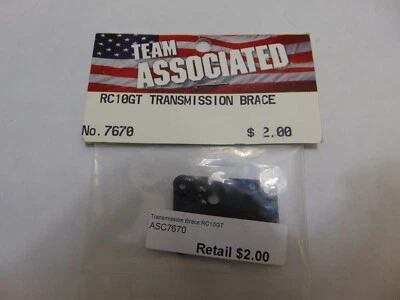 TEAM
ASSOCIATED
RC10GT TRANSMISSION BRACE
No. 7670 $ 2.00
Transmission Brace:RC10GT
ASC7670
Retail $2.00